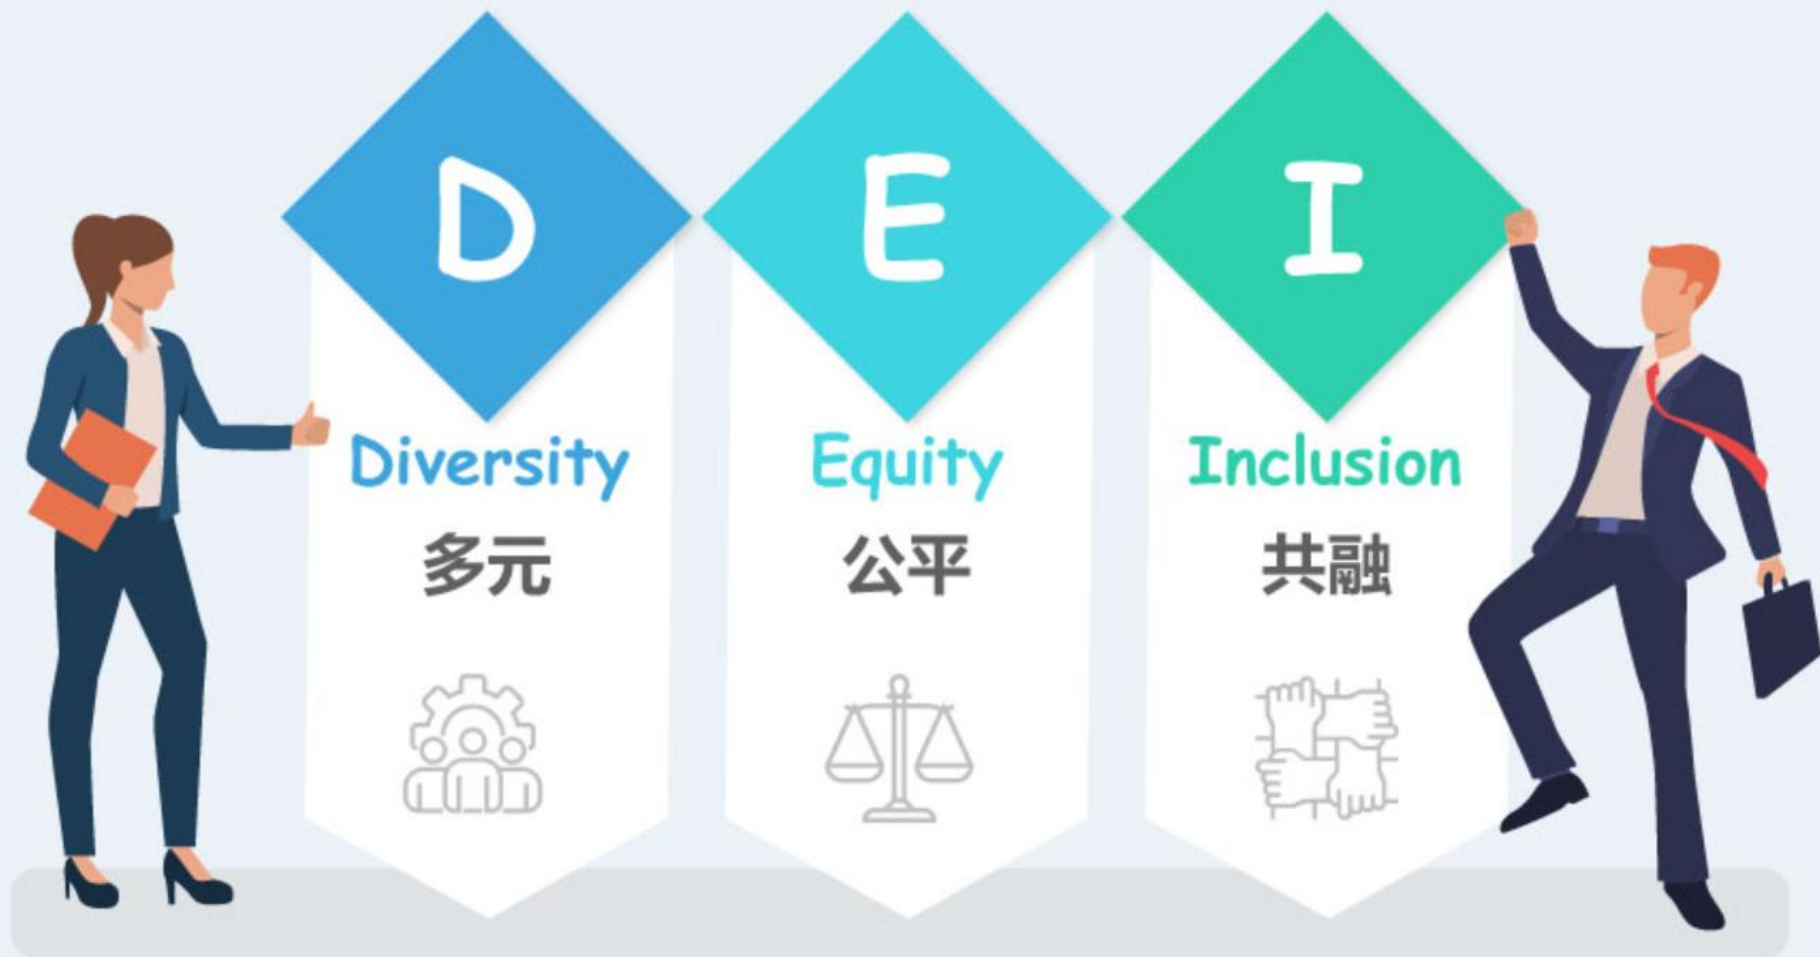 D
E
I
Diversity
多元
Equity
公平
Inclusion
共融